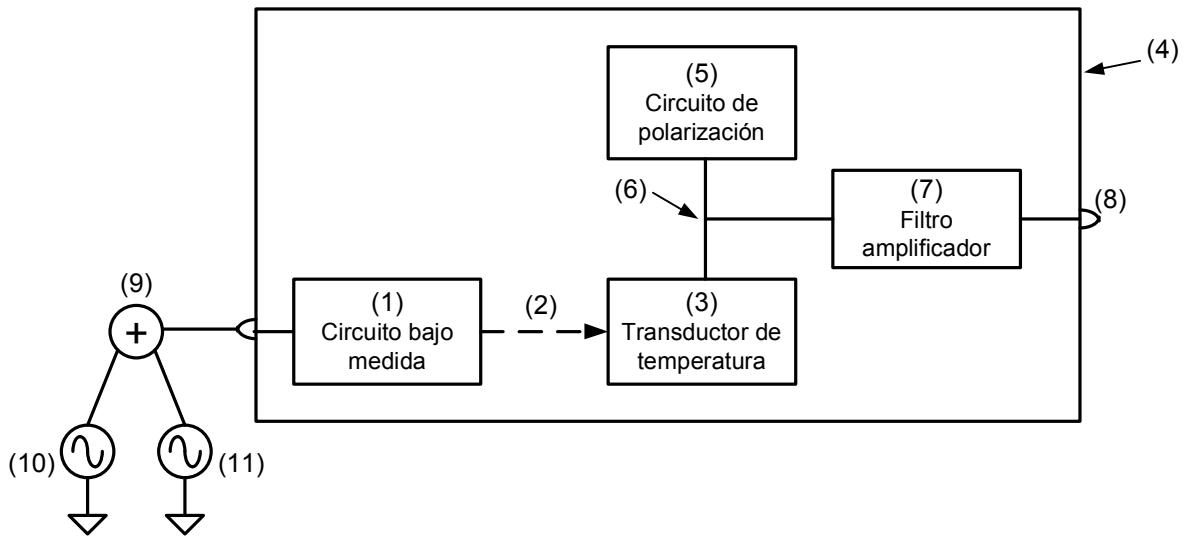 (4)
(5)
Circuito de
polarización
(6)
(7)
Filtro
amplificador
(8)
(9)
+
(1)
Circuito bajo
medida
(2)
(3)
Transductor de
temperatura
(10)
(11)